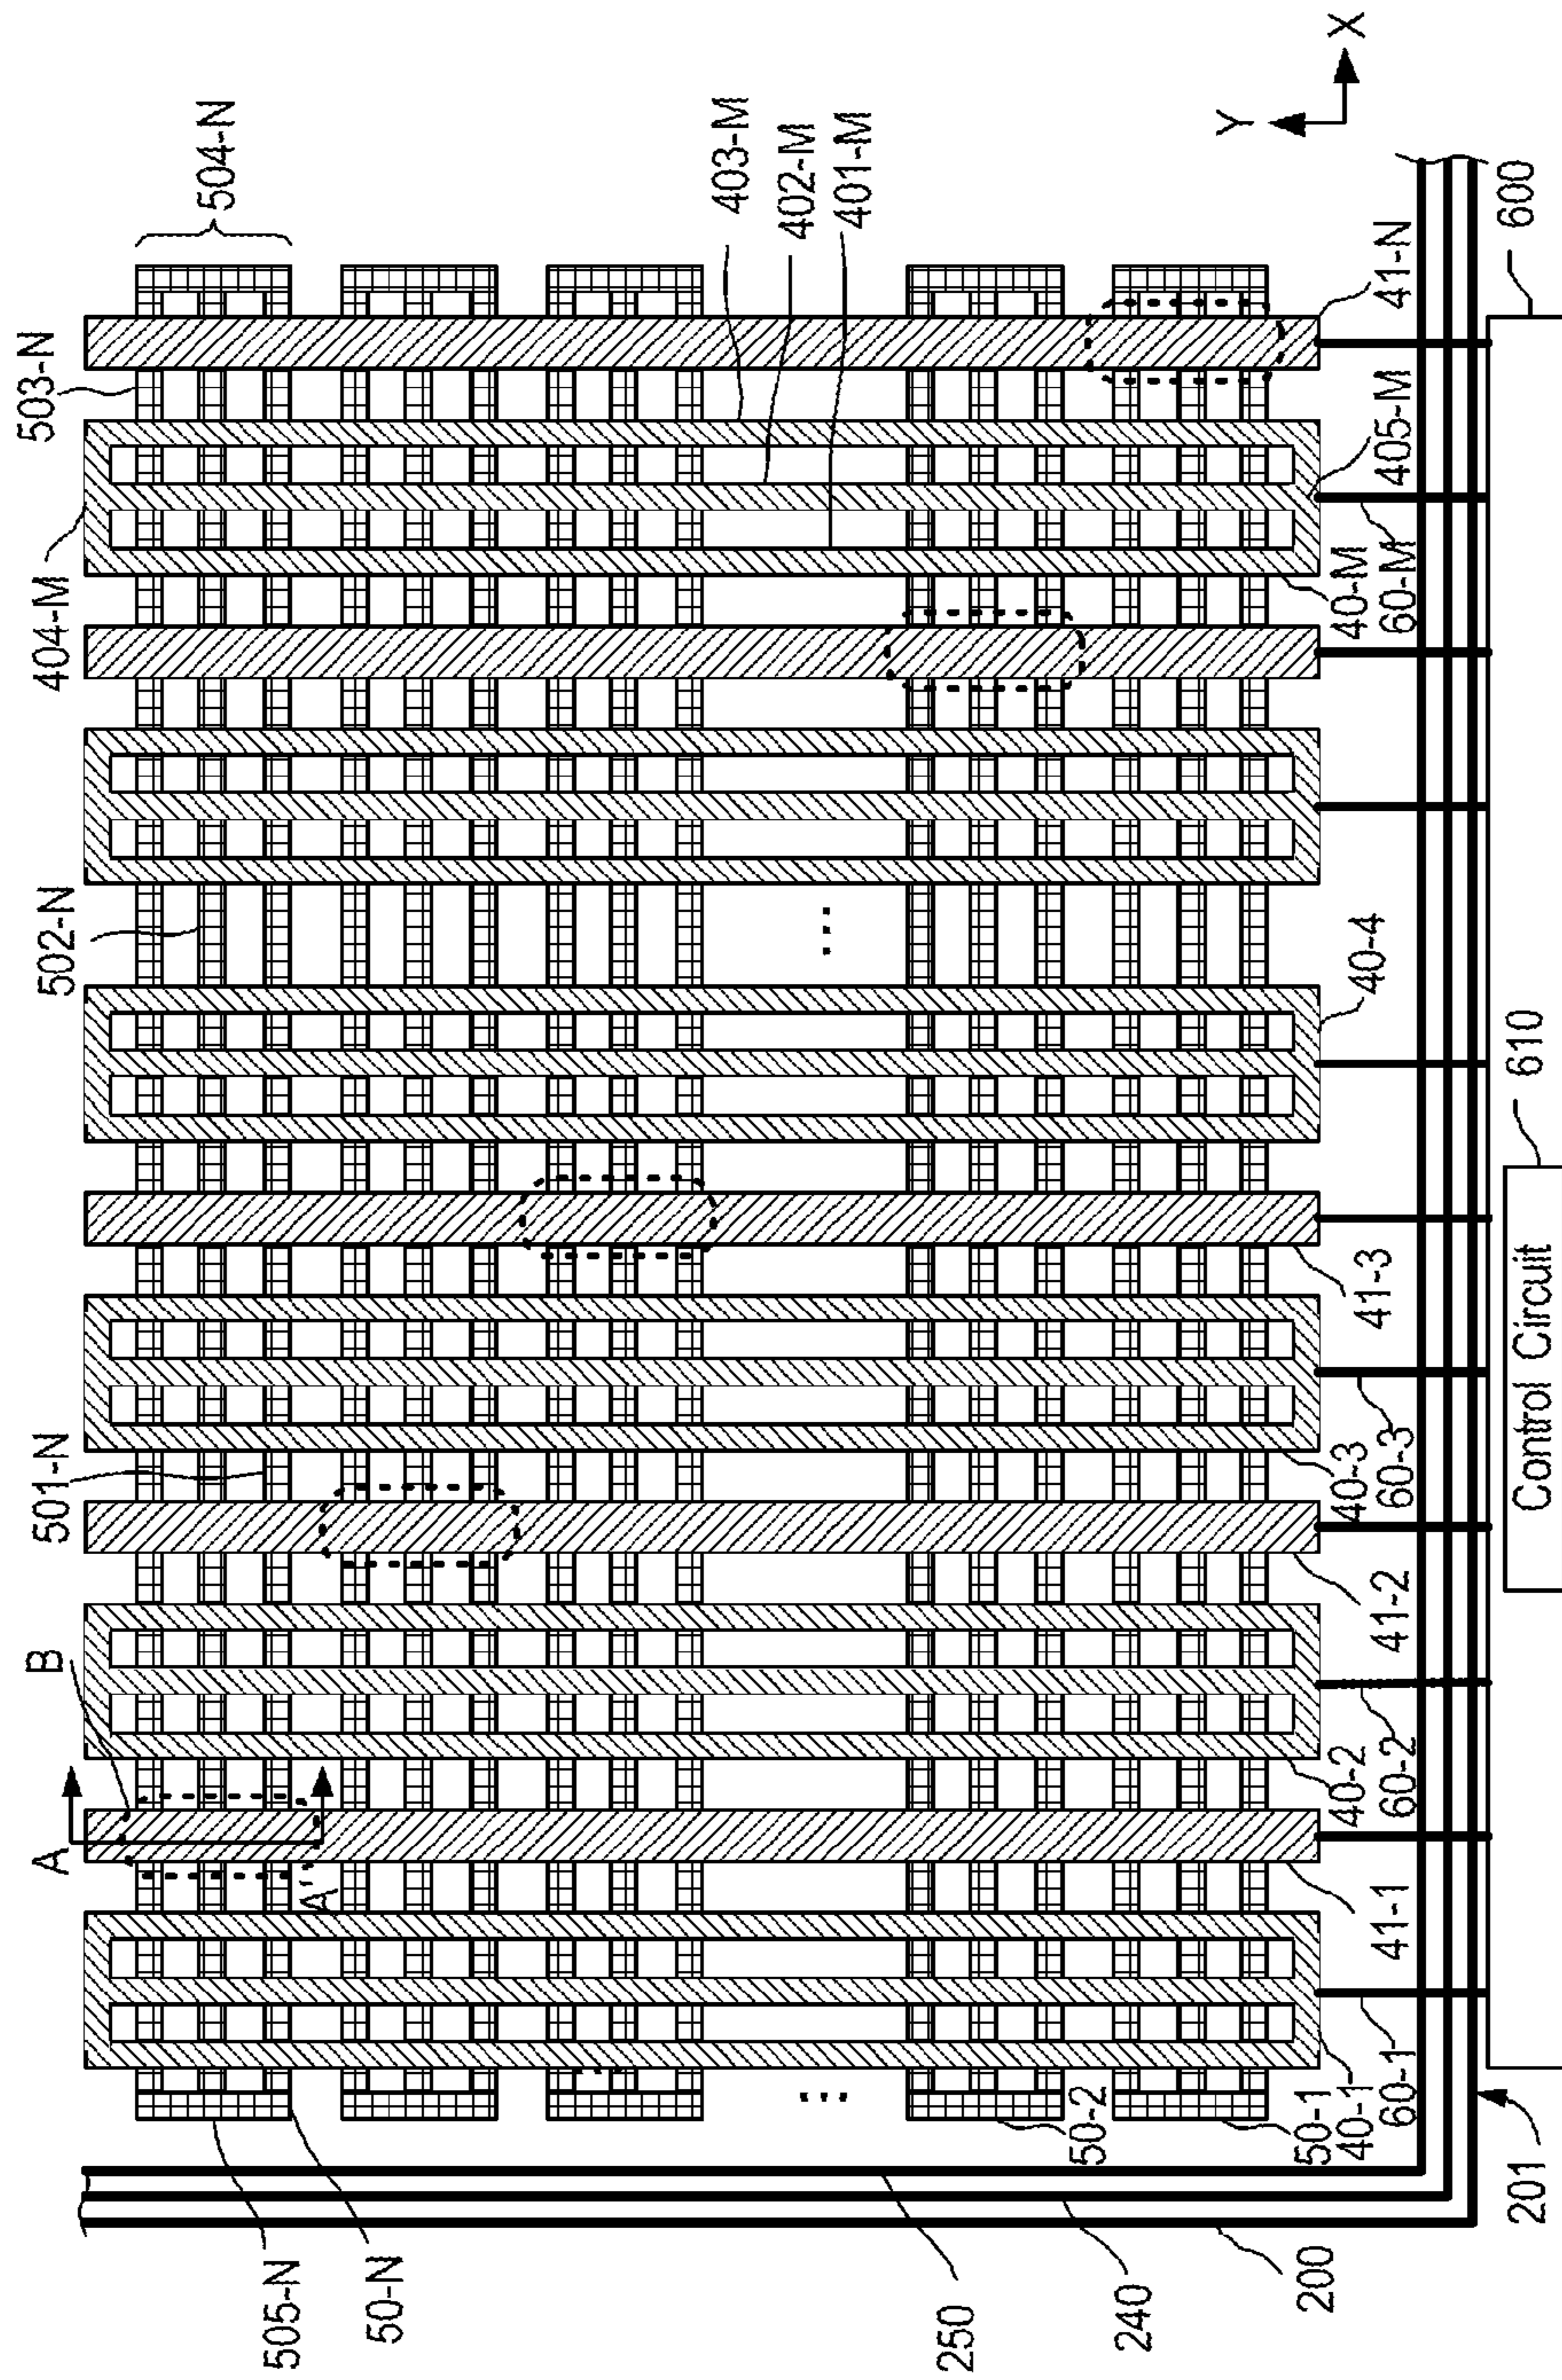 503-N
504-N
404-M
403-M
402-M
401-M
Y
X
502-N
...
41-N
405-M
40-M
60-M
600
40-4
501-N
41-3
610
40-3
60-3
Control Circuit
B
A
A'
41-2
40-2
60-2
41-1
505-N
50-N
...
50-2
50-1
40-1
60-1
201
250
240
200